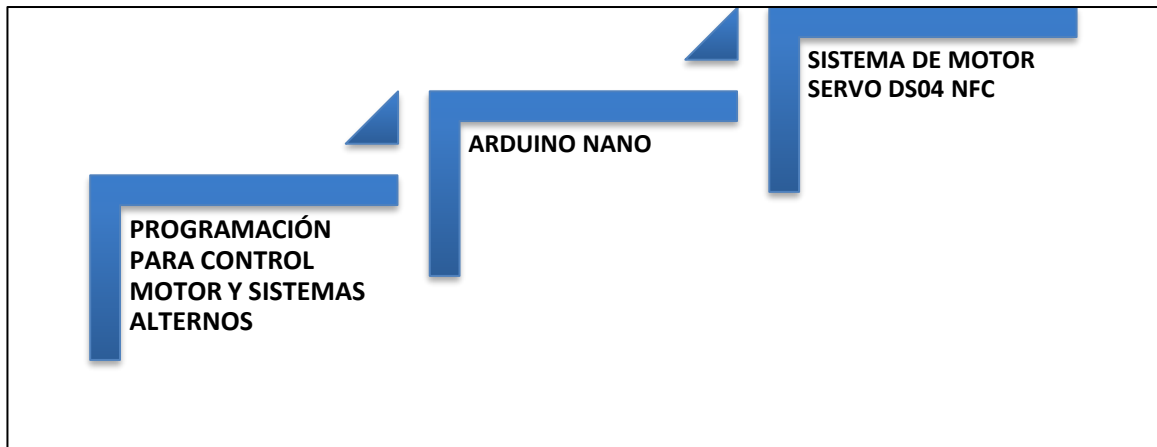 PROGRAMACIÓN
PARA CONTROL
MOTOR Y SISTEMAS
ALTERNOS
ARDUINO NANO
SISTEMA DE MOTOR
SERVO DS04 NFC